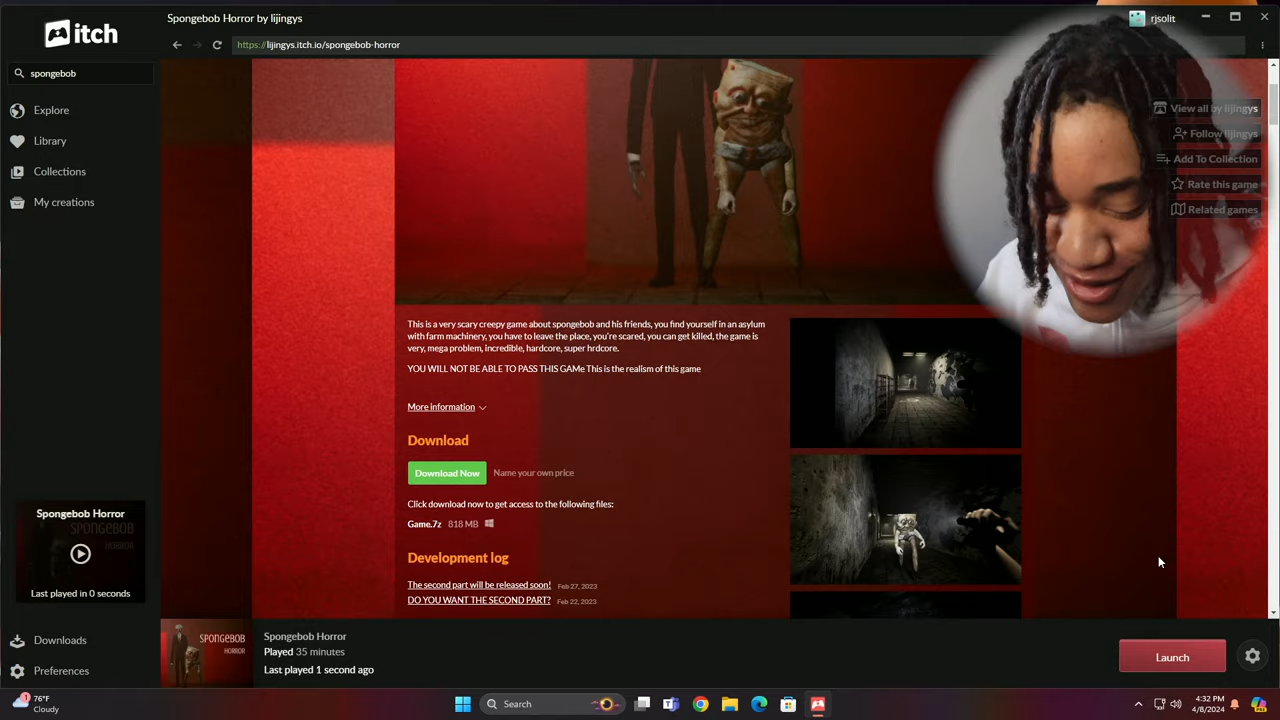 Spongebob Horror by lijingys
rjsolit
itch
https://lijingys.itch.io/spongebob-horror
spongebob
Explore
Library
Collections
My creations
View all by lijingys
Follow lijingys
Add To Collection
Rate this game
Related games
This is a very scary creepy game about spongebob and his friends, you find yourself in an asylum
with farm machinery, you have to leave the place, you're scared, you can get killed, the game is
very, mega problem, incredible, hardcore, super hrdcore.
YOU WILL NOT BE ABLE TO PASS THIS GAMe This is the realism of this game
More information
Download
Download Now
Name your own price
Click download now to get access to the following files:
Game.7z 818 MB
Development log
The second part will be released soon! Feb 27, 2023
DO YOU WANT THE SECOND PART? Feb 22, 2023
Spongebob Horror
SPONGEBOB
HORROR
Last played in 0 seconds
Downloads
Preferences
SPONGEBOB
HORROR
Spongebob Horror
Played 35 minutes
Last played 1 second ago
Launch
1
76°F
Cloudy
Search
4:32 PM
4/8/2024